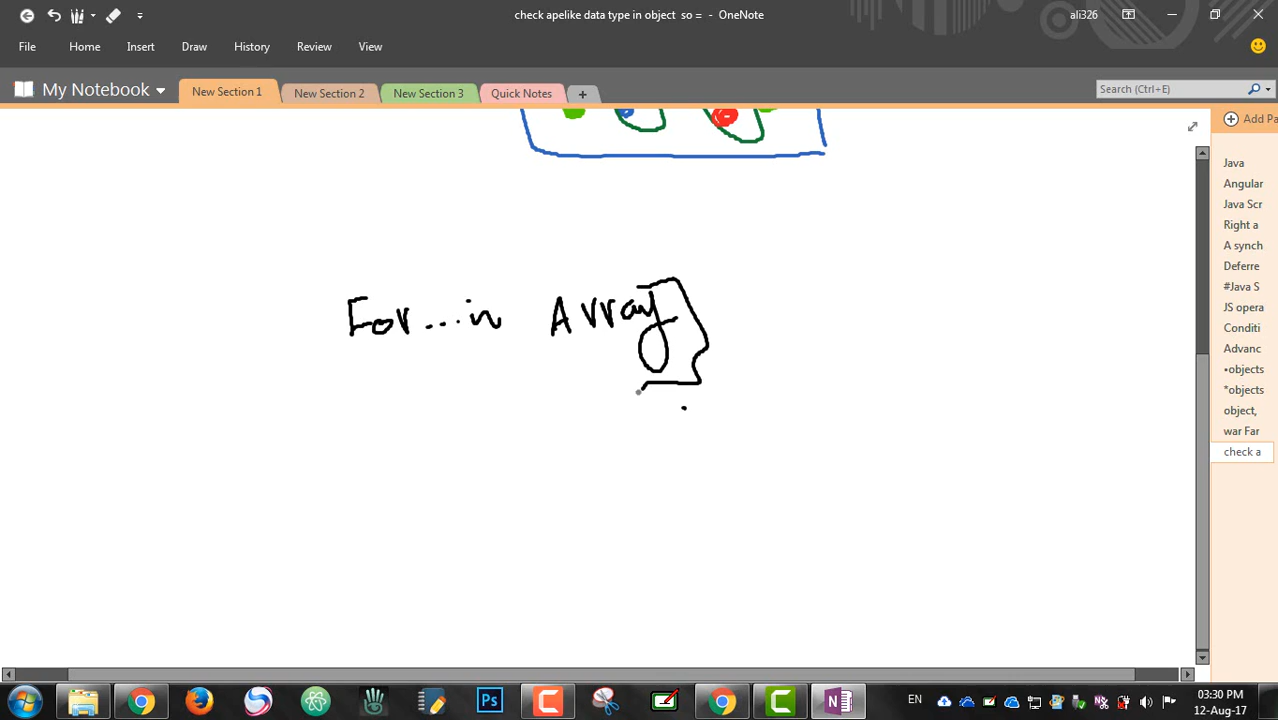 check apelike data type in object so = - OneNote
ali326
File Home Insert Draw History Review View
My Notebook New Section 1 New Section 2 New Section 3 Quick Notes +
Search (Ctrl+E)
Add Pa
Java
Angular
Java Scr
Right a
A synch
Deferre
#Java S
JS opera
Conditi
Advanc
•objects
*objects
object,
war Far
check a
For...in Array
Ps
N
EN
03:30 PM
12-Aug-17